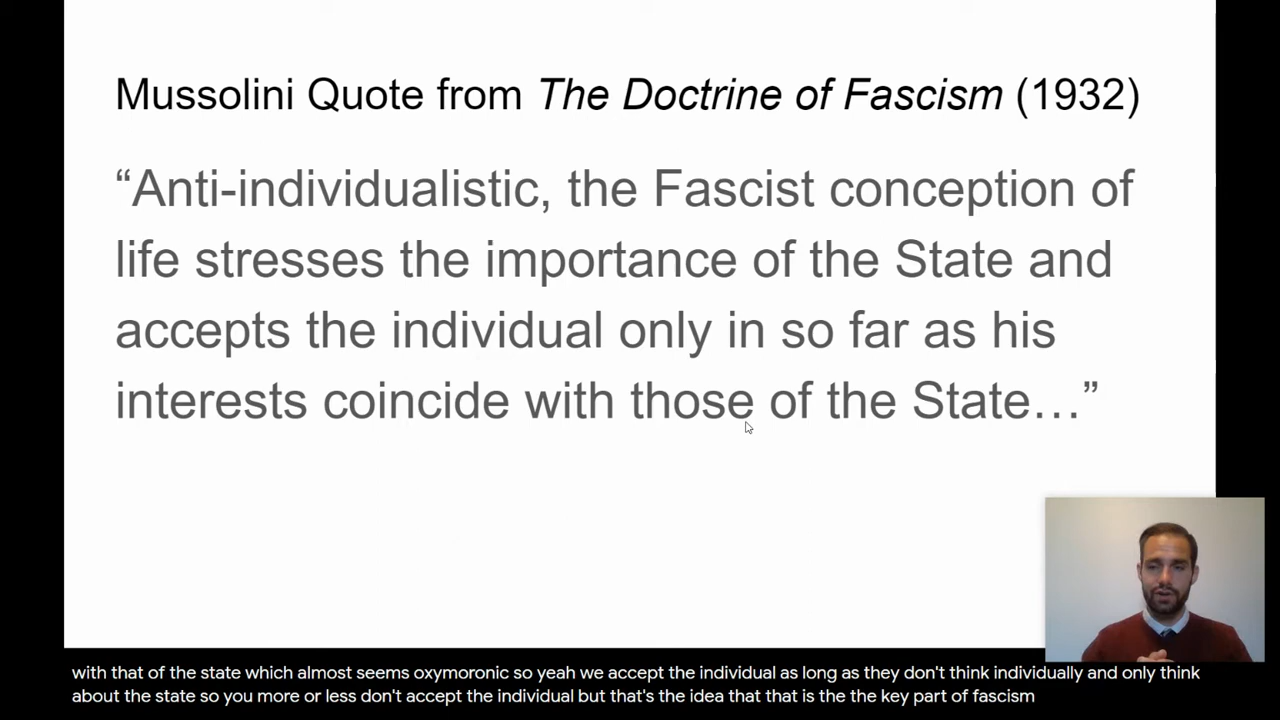 Mussolini Quote from The Doctrine of Fascism (1932)
“Anti-individualistic, the Fascist conception of
life stresses the importance of the State and
accepts the individual only in so far as his
interests coincide with those of the State…”
with that of the state which almost seems oxymoronic so yeah we accept the individual as long as they don't think individually and only think
about the state so you more or less don't accept the individual but that's the idea that that is the the key part of fascism